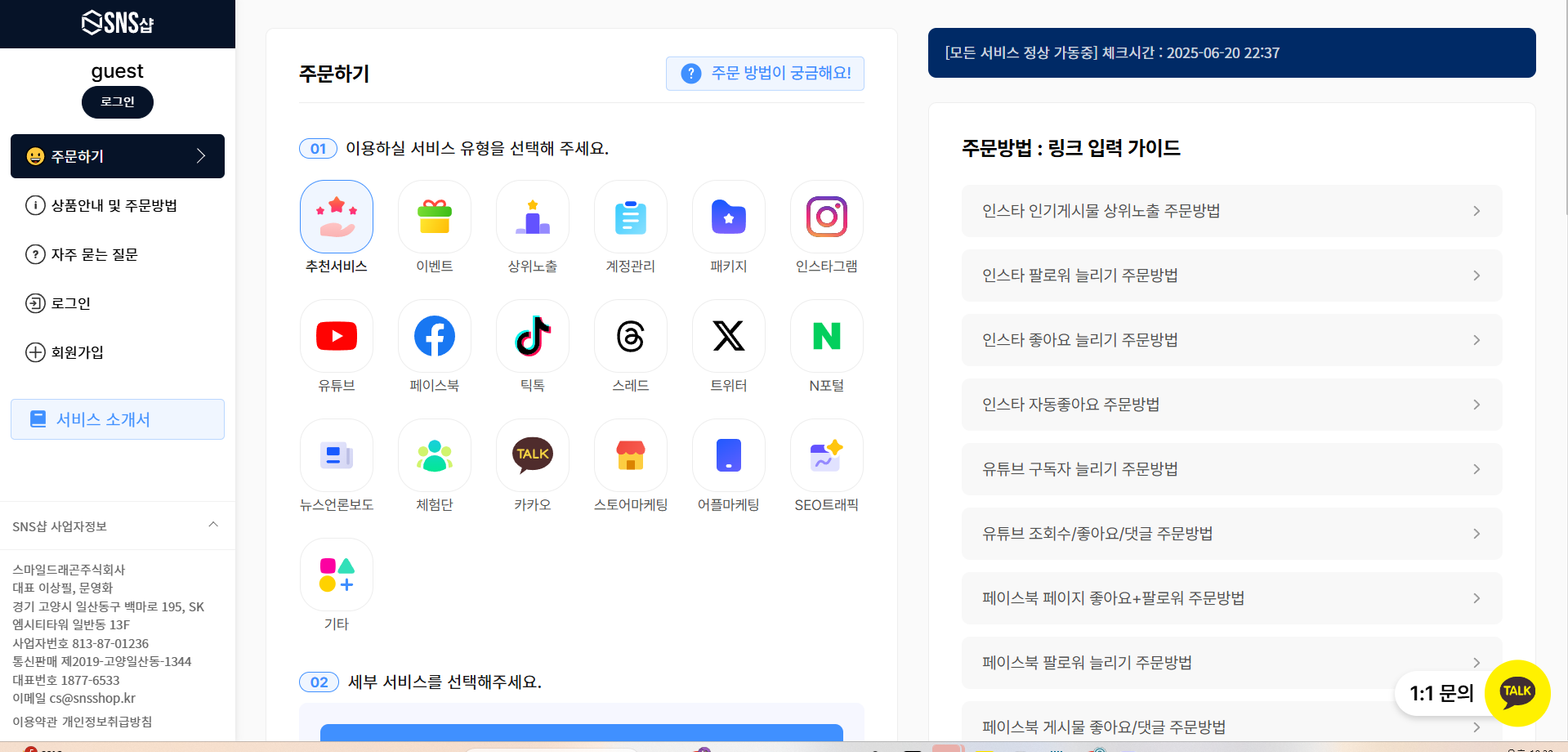 SNS샵
guest
로그인
주문하기
상품안내 및 주문방법
자주 묻는 질문
로그인
회원가입
서비스 소개서
SNS샵 사업자정보
스마일드래곤주식회사
대표 이상필, 문영화
경기 고양시 일산동구 백마로 195, SK
엠시티타워 일반동 13F
사업자번호 813-87-01236
통신판매 제2019-고양일산동-1344
대표번호 1877-6533
이메일 cs@snsshop.kr
이용약관 개인정보취급방침
주문하기
? 주문 방법이 궁금해요!
01 이용하실 서비스 유형을 선택해 주세요.
추천서비스 이벤트 상위노출 계정관리 패키지 인스타그램
유튜브 페이스북 틱톡 스레드 트위터 N포털
TALK
뉴스언론보도 체험단 카카오 스토어마케팅 어플마케팅 SEO트래픽
기타
02 세부 서비스를 선택해주세요.
[모든 서비스 정상 가동중] 체크시간 : 2025-06-20 22:37
주문방법 : 링크 입력 가이드
인스타 인기게시물 상위노출 주문방법
인스타 팔로워 늘리기 주문방법
인스타 좋아요 늘리기 주문방법
인스타 자동좋아요 주문방법
유튜브 구독자 늘리기 주문방법
유튜브 조회수/좋아요/댓글 주문방법
페이스북 페이지 좋아요+팔로워 주문방법
페이스북 팔로워 늘리기 주문방법
페이스북 게시물 좋아요/댓글 주문방법
1:1 문의
TALK